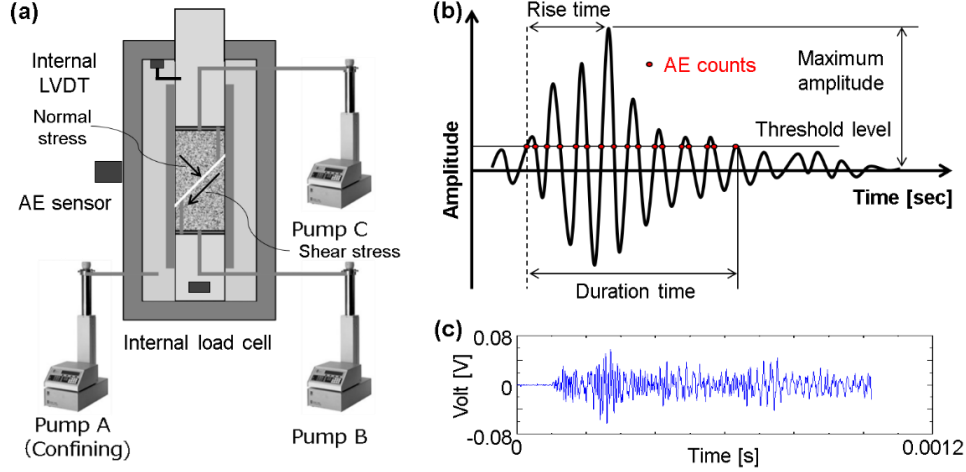 (a)
Internal
LVDT
Normal
stress
AE sensor
Pump C
Shear stress
Internal load cell
Pump A
(Confining)
Pump B
(b)
Rise time
AE counts
Maximum
amplitude
Threshold level
Amplitude
Time [sec]
Duration time
(c)
0.08
0
-0.08
Volt [V]
0
Time [s]
0.0012